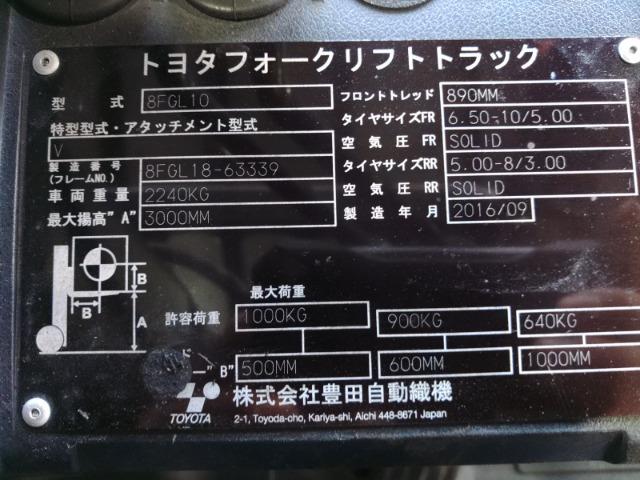 トヨタフォークリフトトラック
型 式 8FGL10
特型型式・アタッチメント型式
V
製造番号
(フレームNO.) 8FGL18-63339
車両重量 2240KG
最大揚高"A" 3000MM
フロントトレッド 890MM
タイヤサイズFR 6.50-10/5.00
空気圧 FR SOLID
タイヤサイズRR 5.00-8/3.00
空気圧 RR SOLID
製造年月 2016/09
B
B
A
最大荷重
許容荷重 1000KG 900KG 640KG
ド
ー"B" 500MM 600MM 1000MM
TOYOTA 株式会社豊田自動織機
2-1, Toyoda-cho, Kariya-shi, Aichi 448-8671 Japan